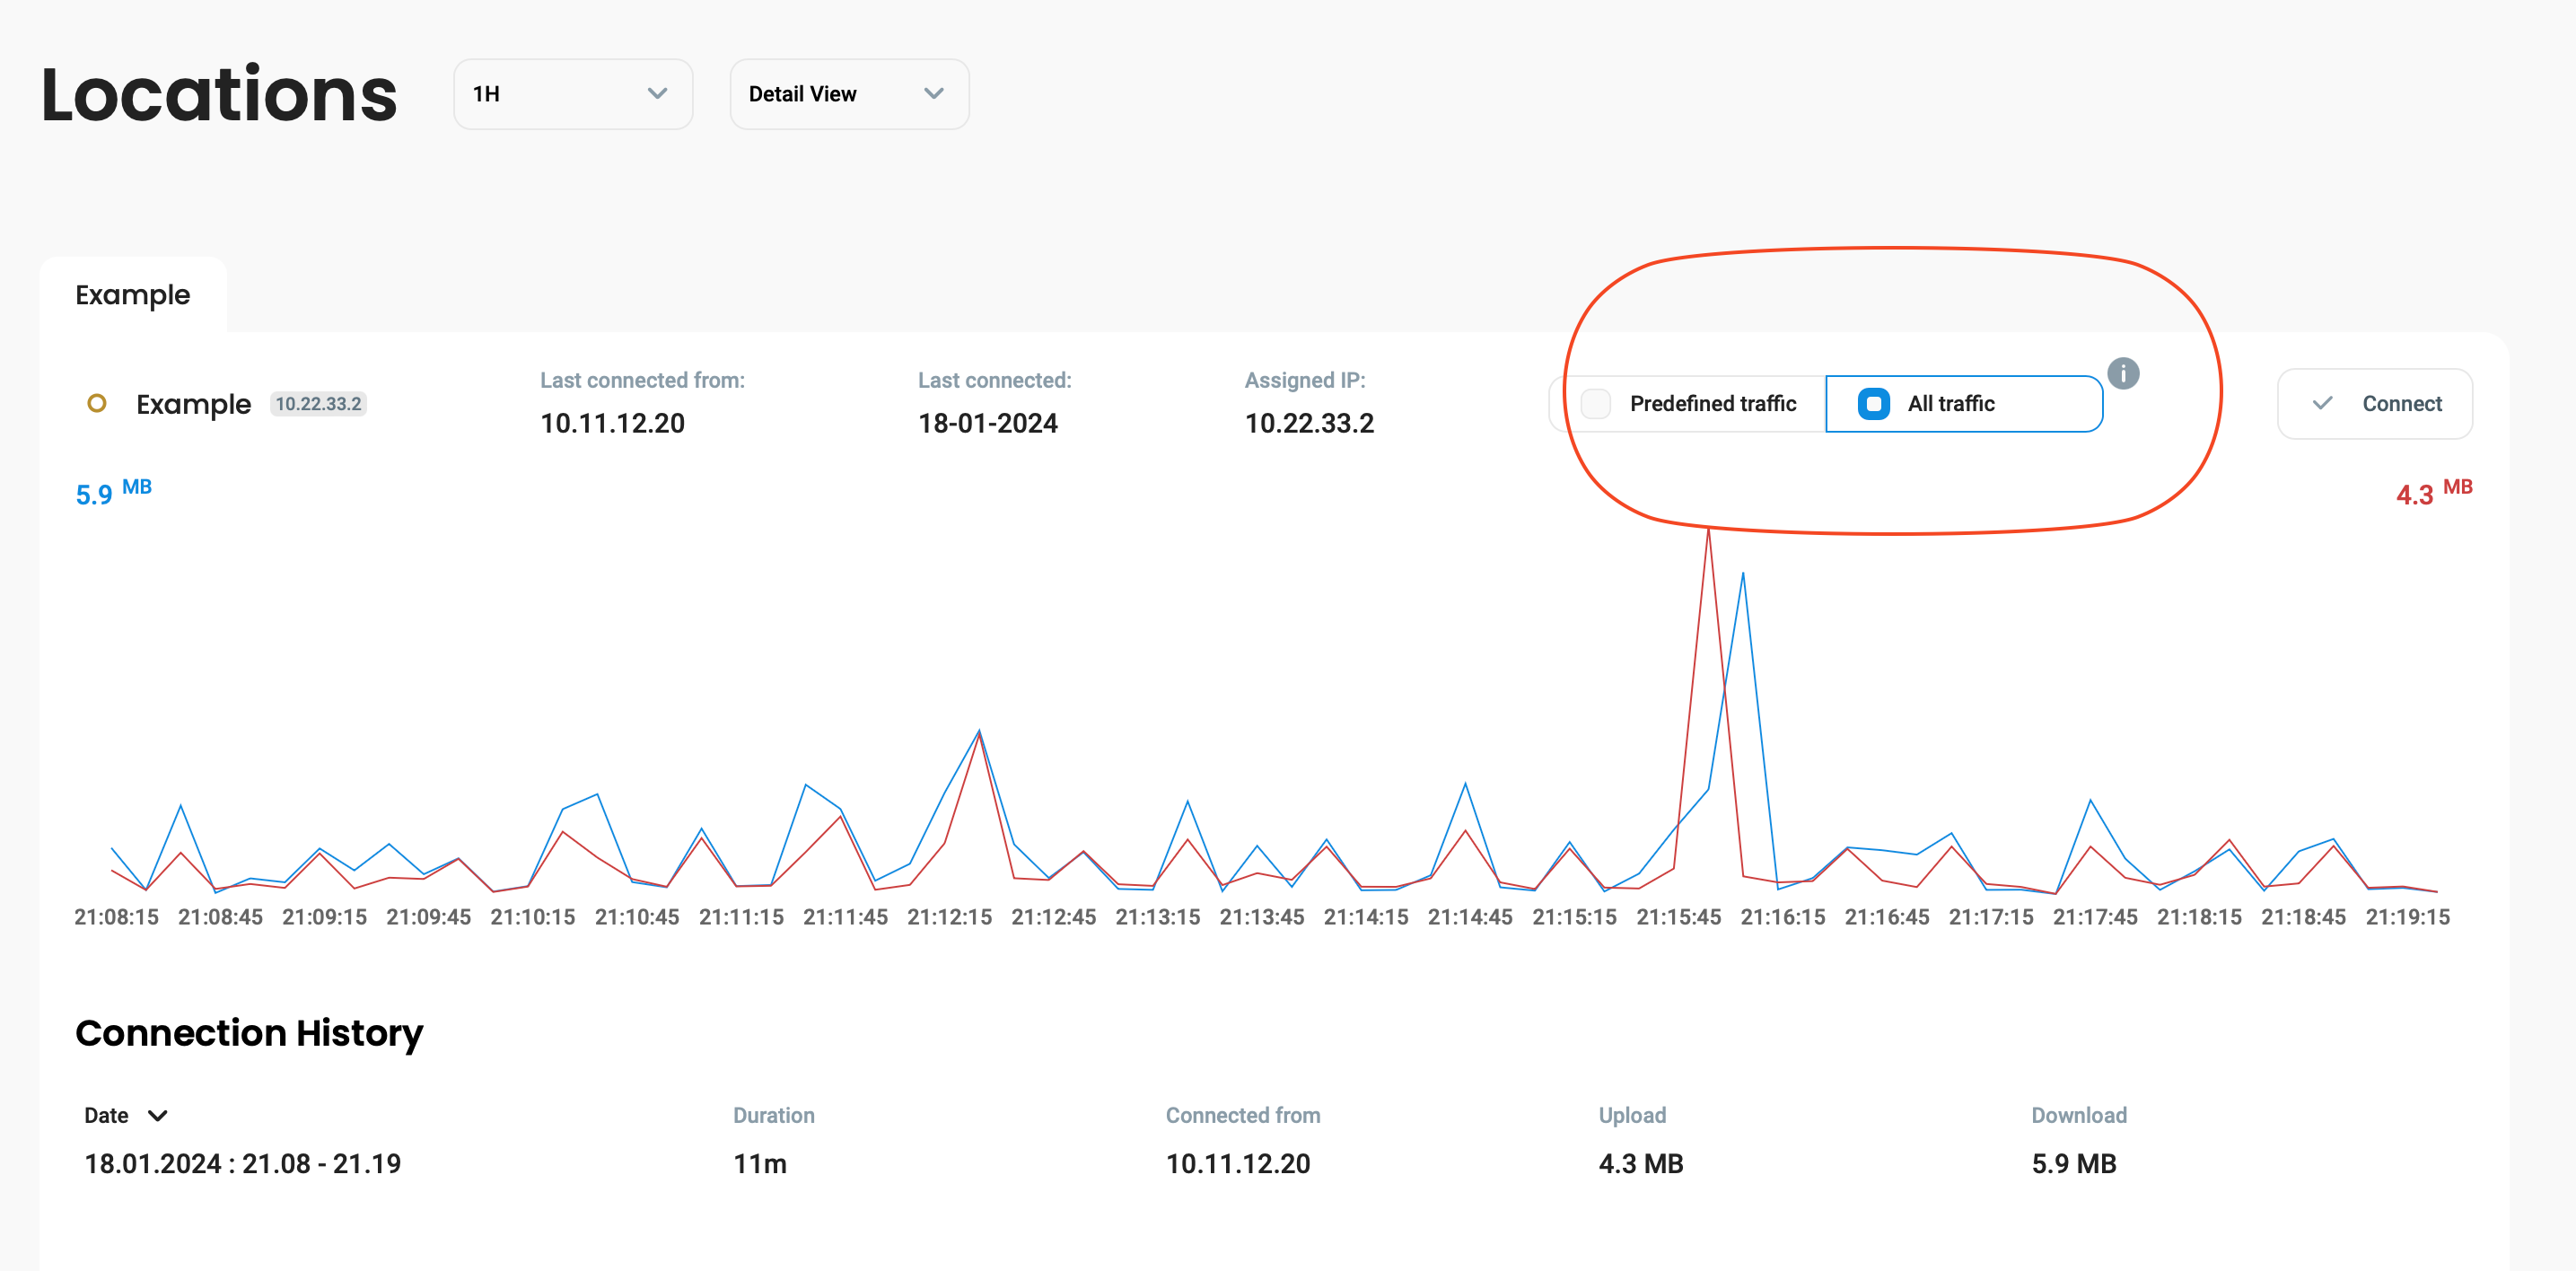 Locations
1H
Detail View
Example
Example 10.22.33.2
Last connected from:
10.11.12.20
Last connected:
18-01-2024
Assigned IP:
10.22.33.2
Predefined traffic
All traffic
i
Connect
5.9 MB
4.3 MB
21:08:15 21:08:45 21:09:15 21:09:45 21:10:15 21:10:45 21:11:15 21:11:45 21:12:15 21:12:45 21:13:15 21:13:45 21:14:15 21:14:45 21:15:15 21:15:45 21:16:15 21:16:45 21:17:15 21:17:45 21:18:15 21:18:45 21:19:15
Connection History
Date Duration Connected from Upload Download
18.01.2024 : 21.08 - 21.19 11m 10.11.12.20 4.3 MB 5.9 MB